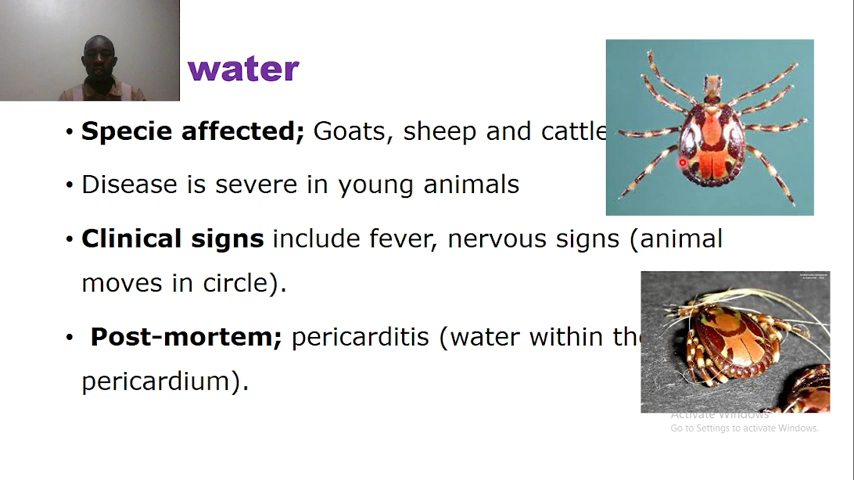 water
• Specie affected; Goats, sheep and cattle
• Disease is severe in young animals
• Clinical signs include fever, nervous signs (animal
moves in circle).
• Post-mortem; pericarditis (water within the
pericardium).
Activate Windows
Go to Settings to activate Windows.